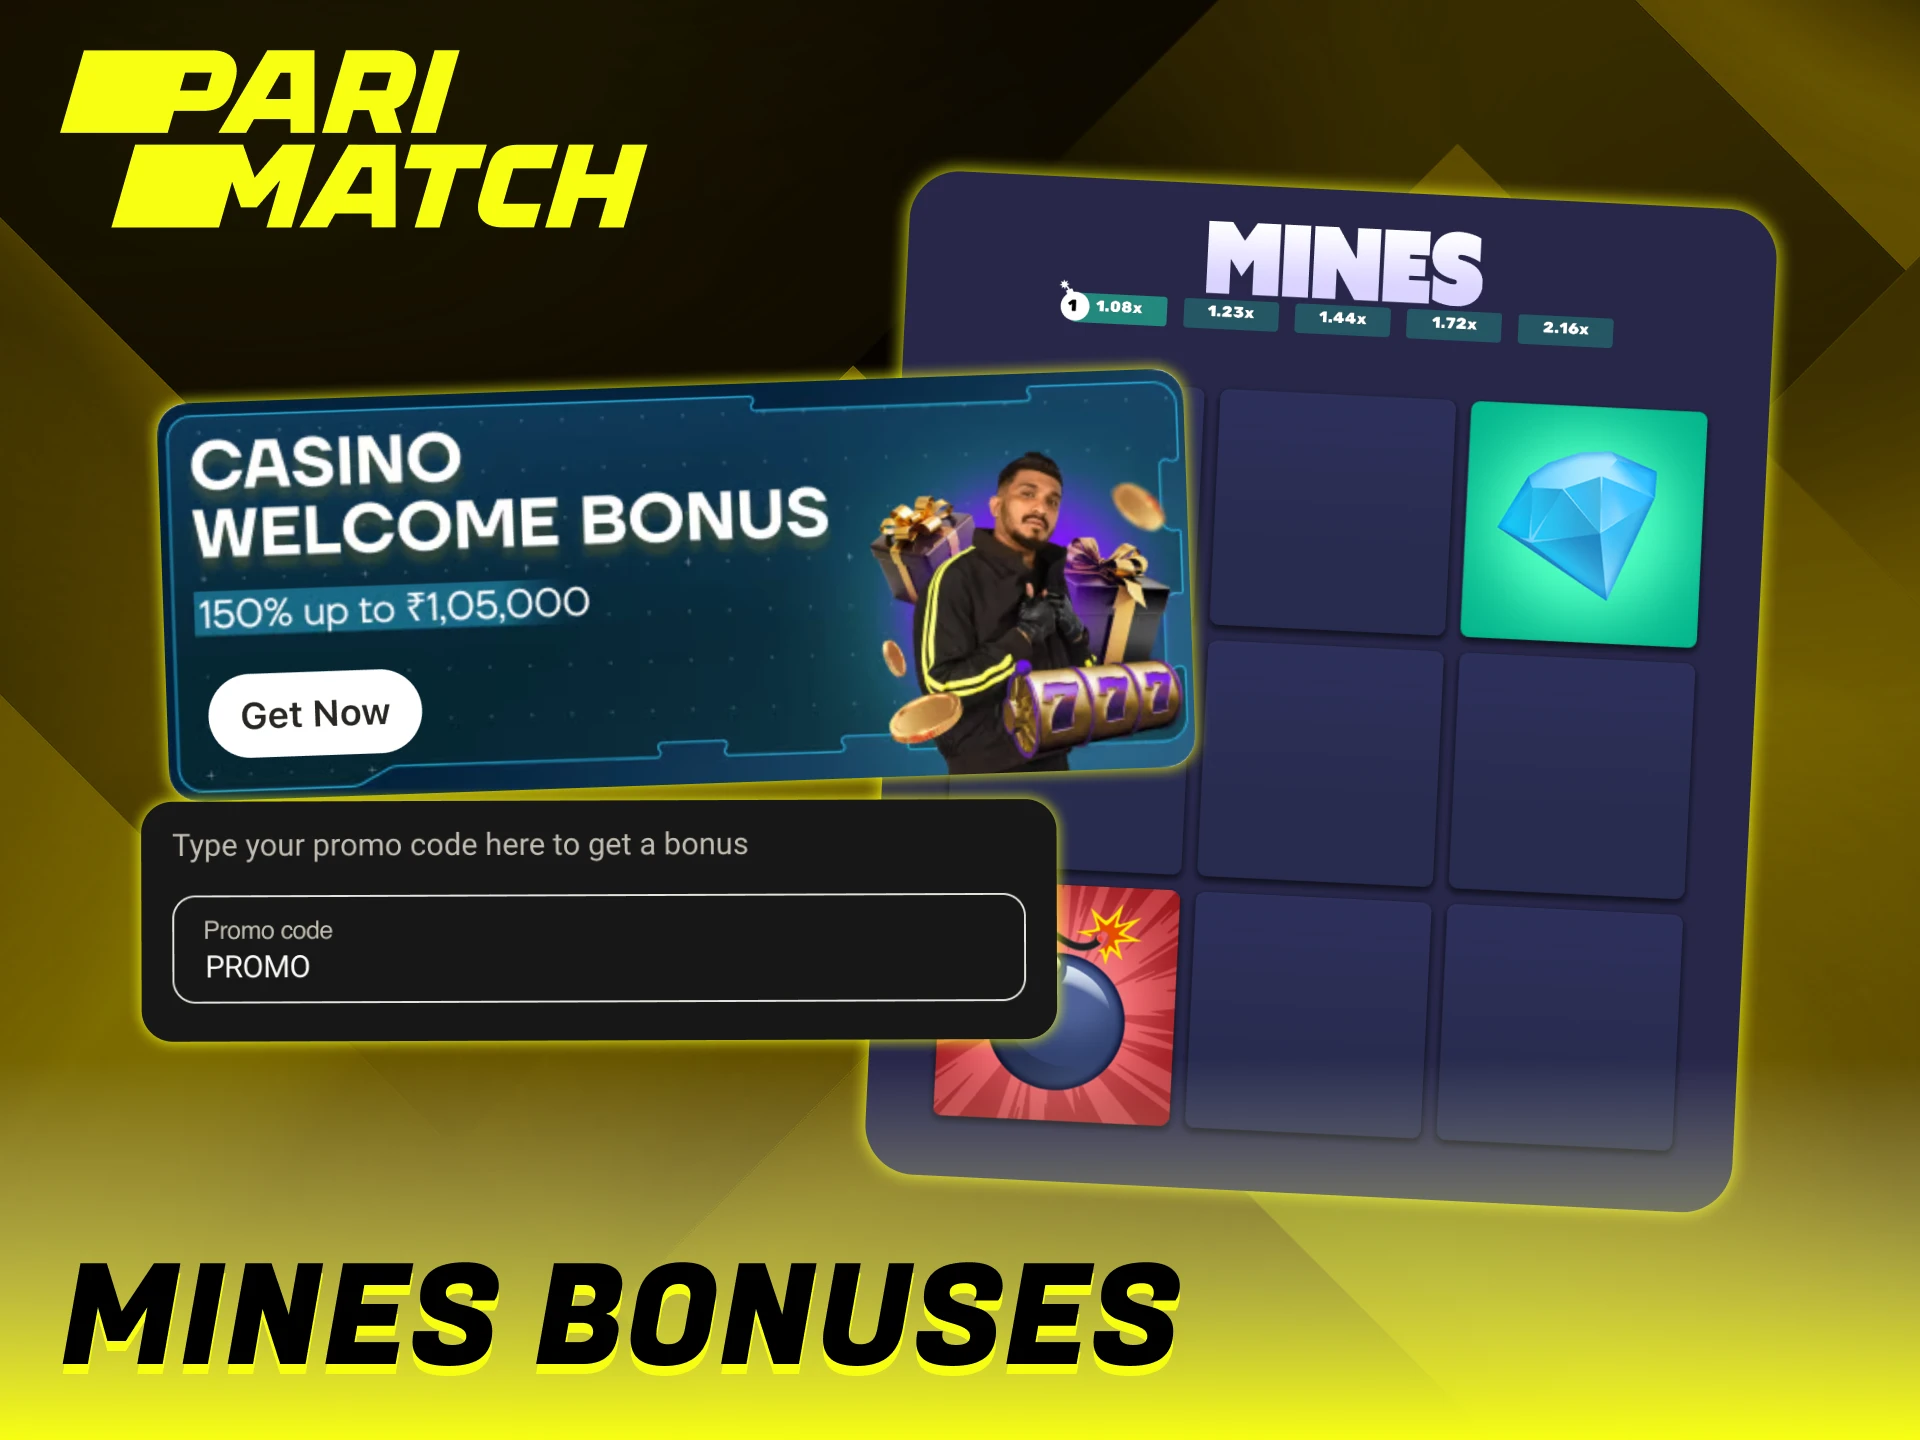 PARI
MATCH
MINES
1 1.08x 1.23x 1.44x 1.72x 2.16x
CASINO
WELCOME BONUS
150% up to ₹1,05,000
Get Now
777
Type your promo code here to get a bonus
Promo code
PROMO
MINES BONUSES